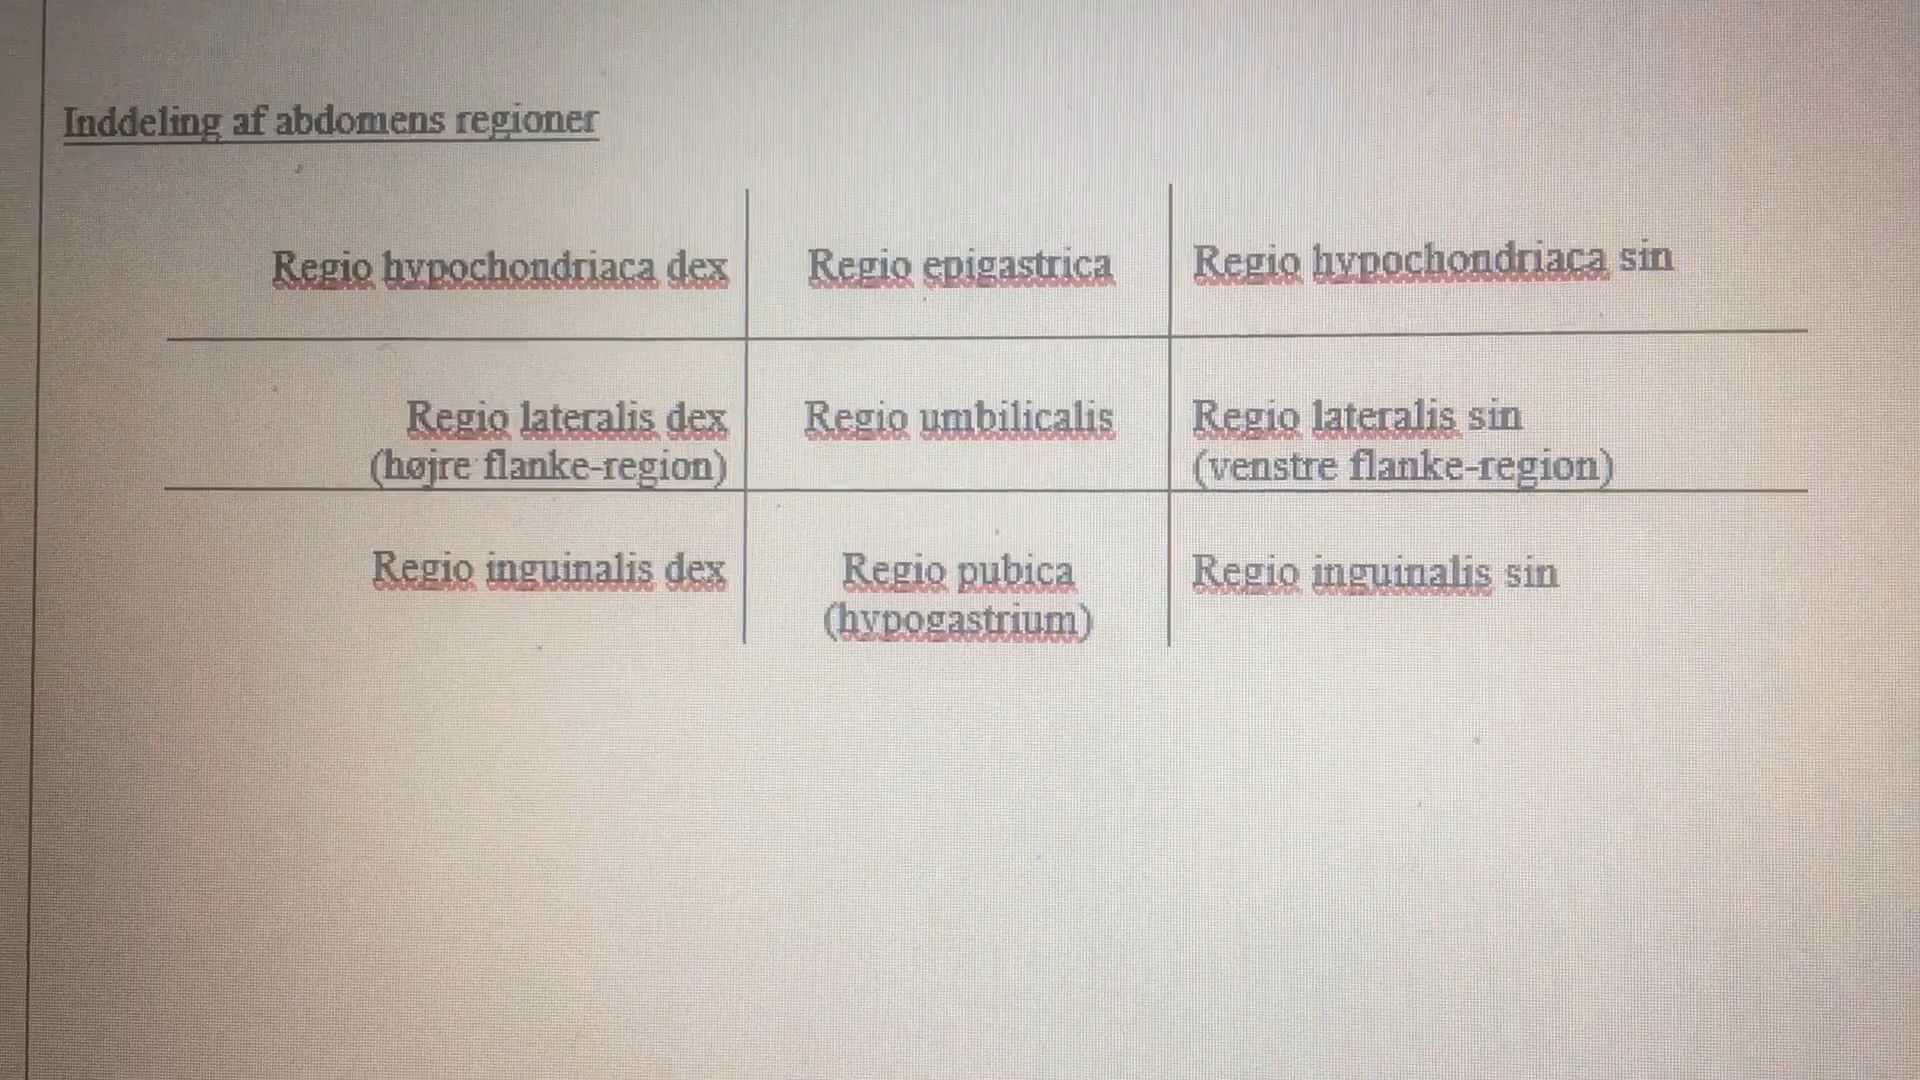 Inddeling af abdomens regioner
Regio hypochondriaca dex
Regio epigastrica
Regio hypochondriaca sin
Regio lateralis dex
(højre flanke-region)
Regio umbilicalis
Regio lateralis sin
(venstre flanke-region)
Regio inguinalis dex
Regio pubica
(hypogastrium)
Regio inguinalis sin